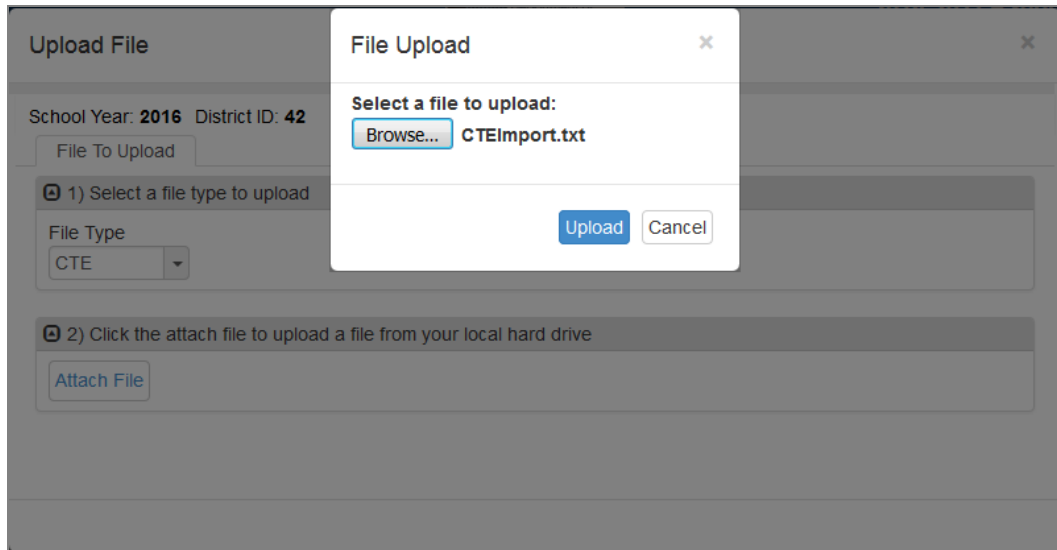 Upload File
×
School Year: 2016 District ID: 42
File To Upload
1) Select a file type to upload
File Type
CTE
2) Click the attach file to upload a file from your local hard drive
Attach File
File Upload
×
Select a file to upload:
Browse... CTEImport.txt
Upload Cancel